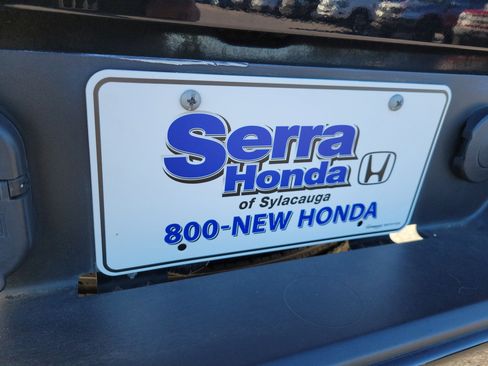 Serra
Honda
of Sylacauga
800-NEW HONDA